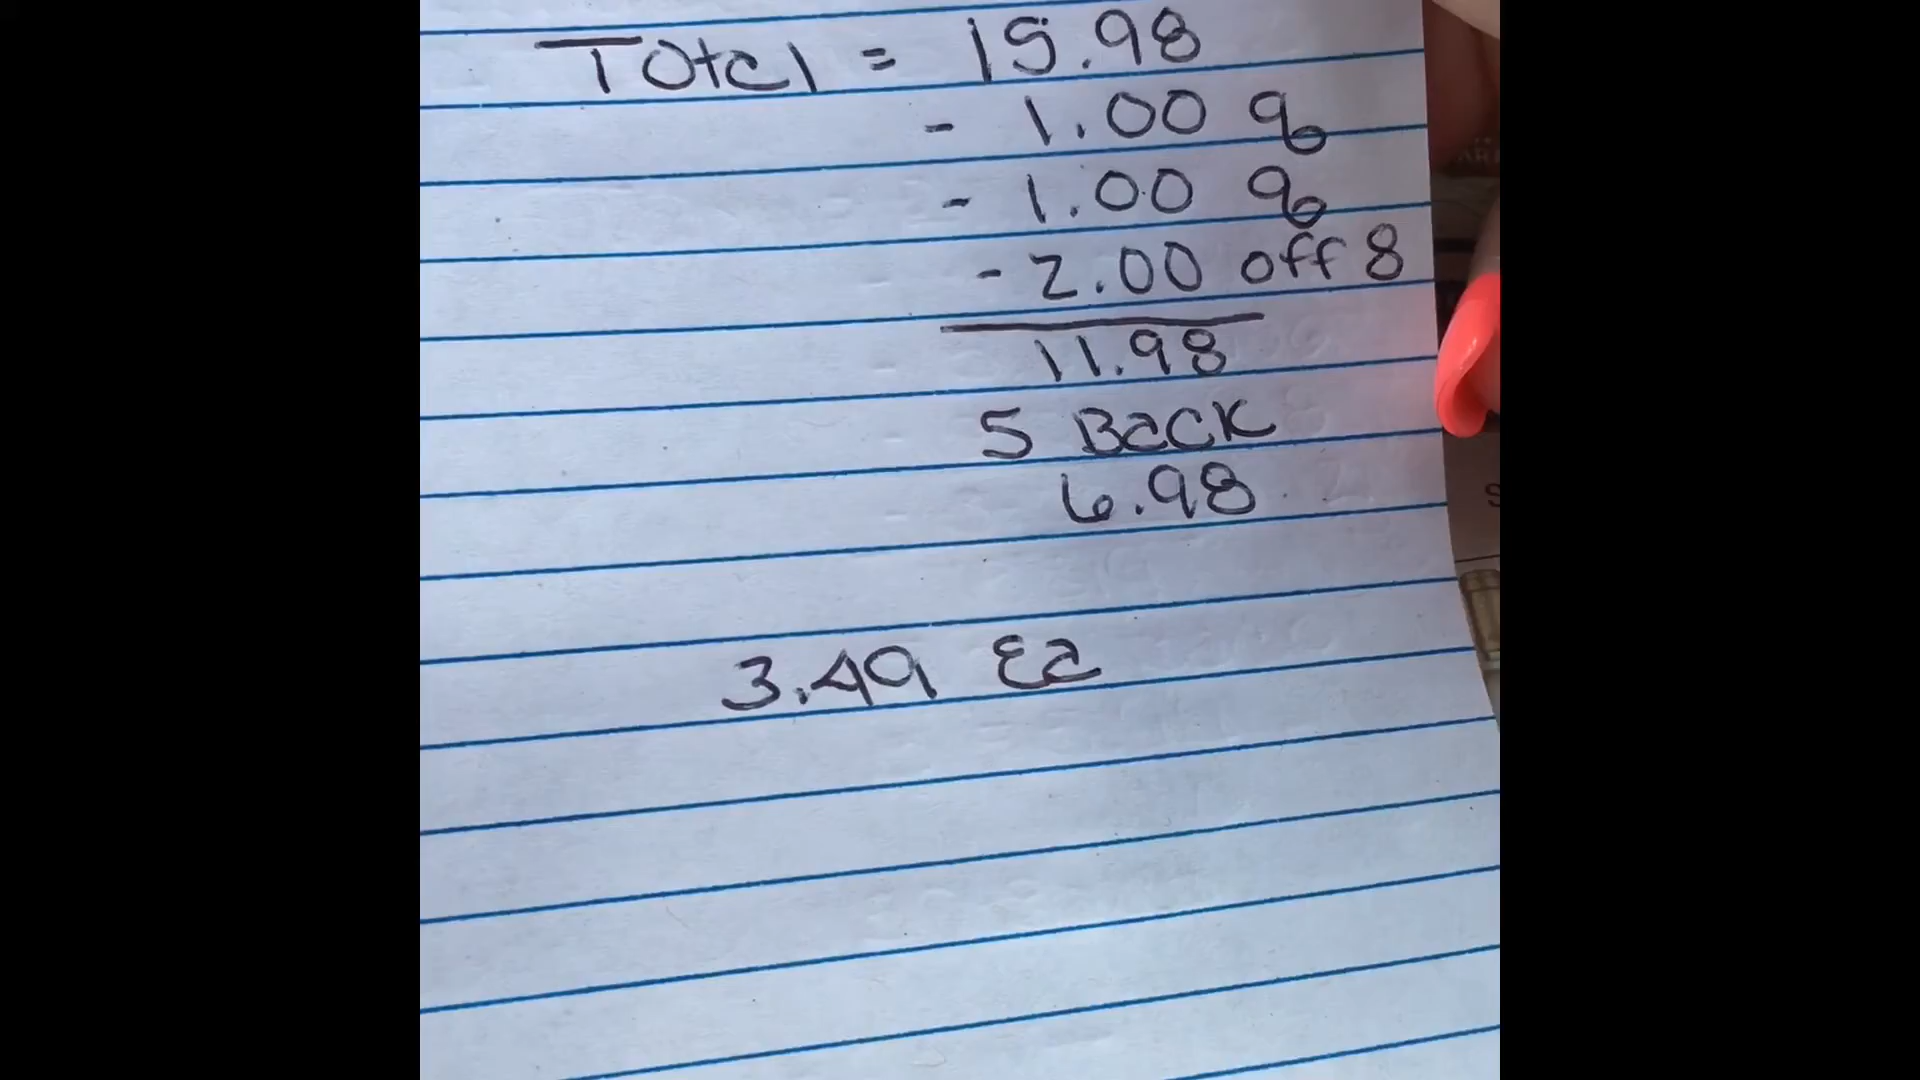 Total = 15.98
- 1.00 q
- 1.00 q
- 2.00 off 8
11.98
5 Back
6.98
3.49 Ea